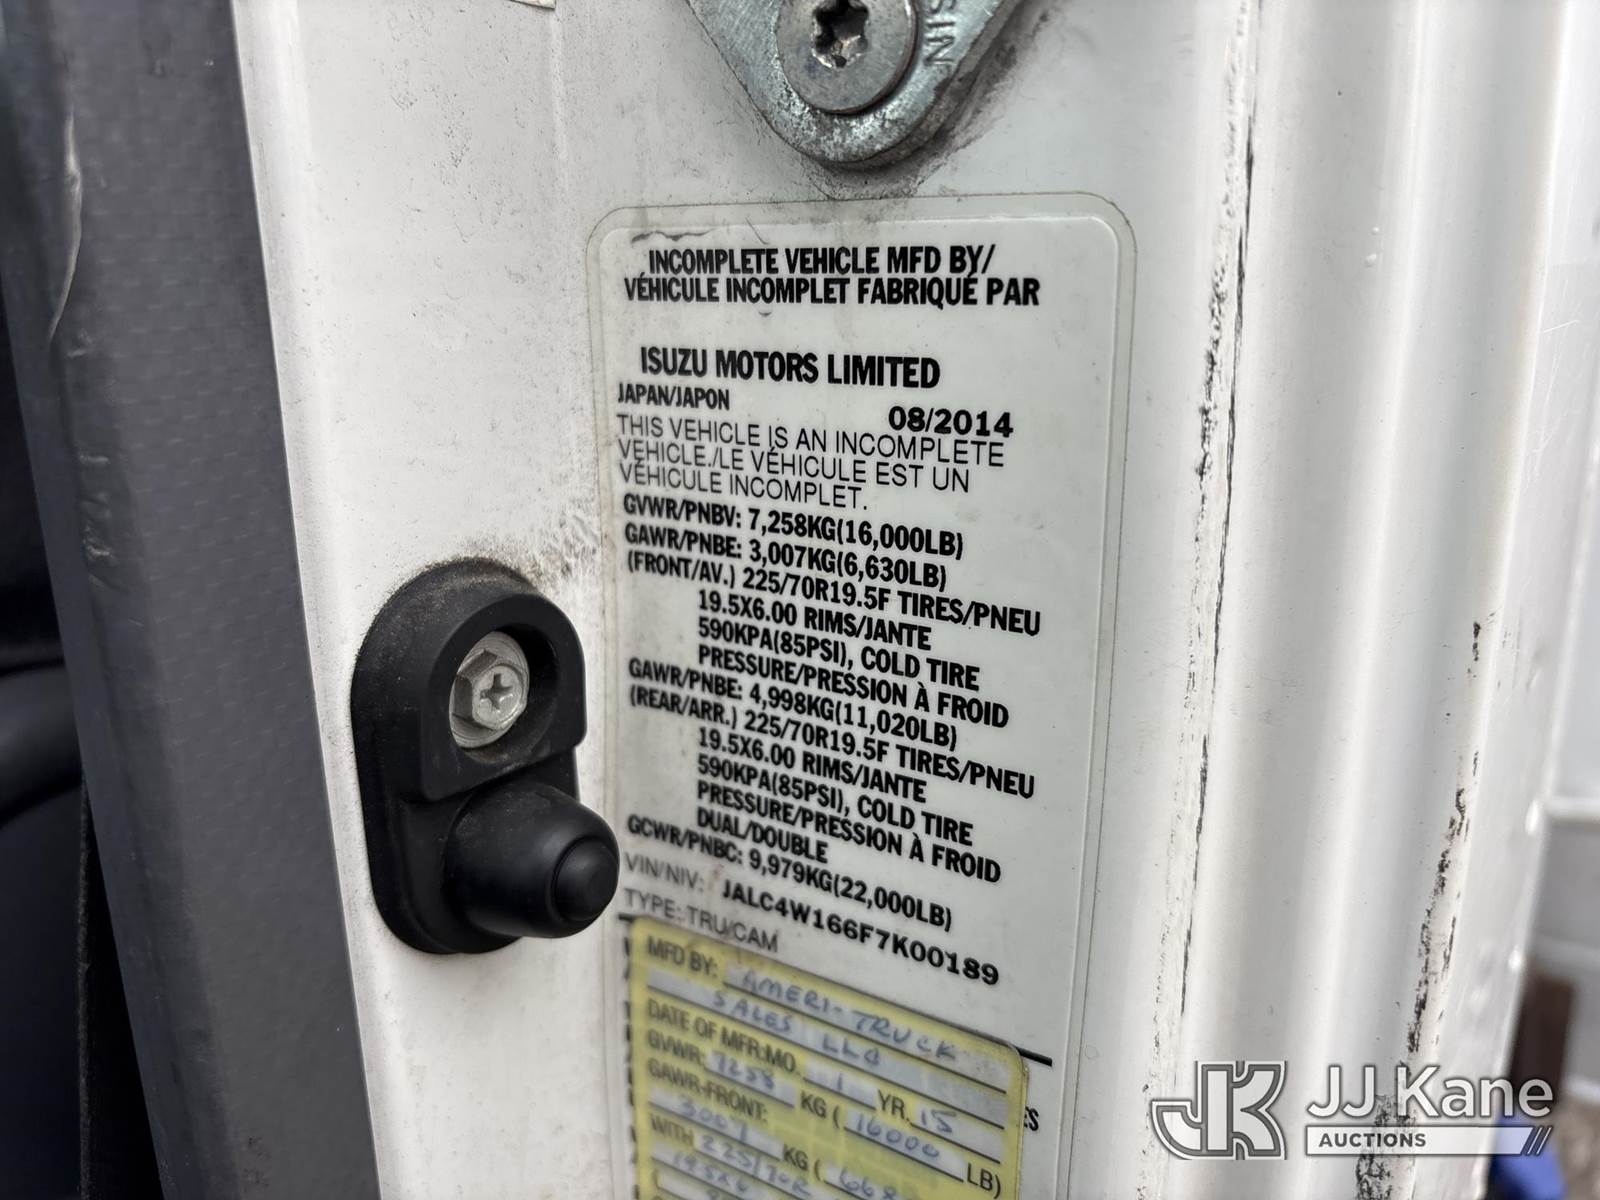 SIN
INCOMPLETE VEHICLE MFD BY/
VÉHICULE INCOMPLET FABRIQUÉ PAR
ISUZU MOTORS LIMITED
JAPAN/JAPON
08/2014
THIS VEHICLE IS AN INCOMPLETE
VEHICLE./LE VÉHICULE EST UN
VÉHICULE INCOMPLET.
GVWR/PNBV: 7,258KG(16,000LB)
GAWR/PNBE: 3,007KG(6,630LB)
(FRONT/AV.) 225/70R19.5F TIRES/PNEU
19.5X6.00 RIMS/JANTE
590KPA(85PSI), COLD TIRE
PRESSURE/PRESSION À FROID
GAWR/PNBE: 4,998KG(11,020LB)
(REAR/ARR.) 225/70R19.5F TIRES/PNEU
19.5X6.00 RIMS/JANTE
590KPA(85PSI), COLD TIRE
PRESSURE/PRESSION À FROID
DUAL/DOUBLE
GCWR/PNBC: 9,979KG(22,000LB)
VIN/NIV: JALC4W166F7K00189
TYPE: TRU/CAM
MFD BY: AMERI-TRUCK
SALES LLC
DATE OF MFR: MO. 1 YR. 15
GVWR: 7258 KG ( 16000 LB)
GAWR-FRONT:
3007 KG (
WITH 225/70R
19.5X6
ES
JJ Kane
AUCTIONS